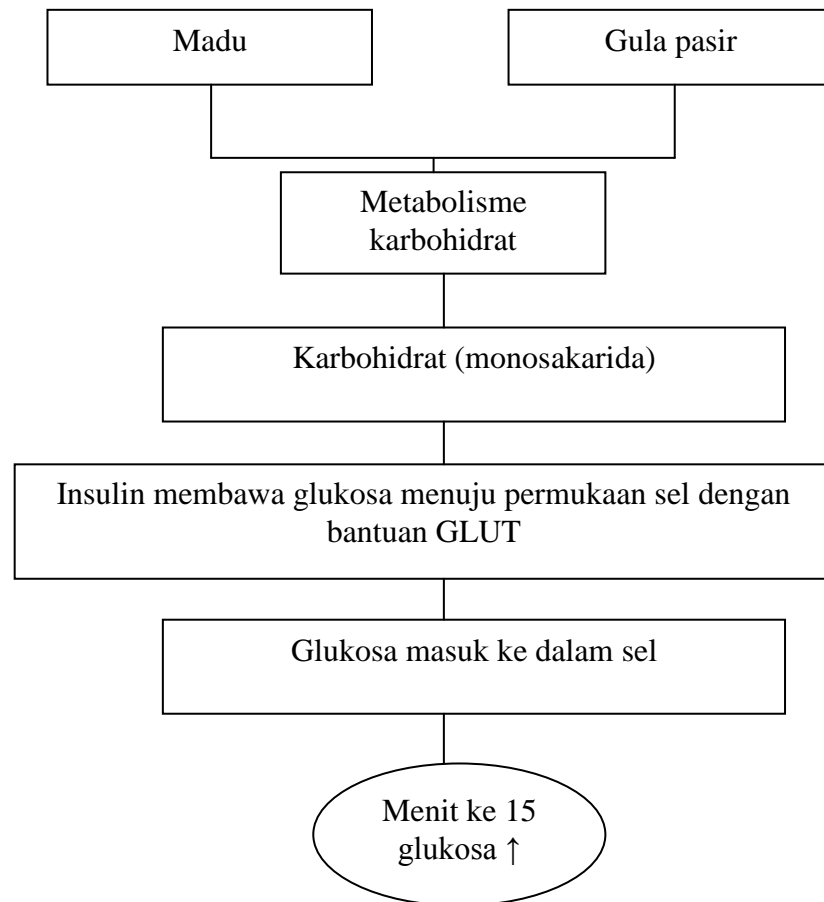 Madu
Gula pasir
Metabolisme
karbohidrat
Karbohidrat (monosakarida)
Insulin membawa glukosa menuju permukaan sel dengan
bantuan GLUT
Glukosa masuk ke dalam sel
Menit ke 15
glukosa ↑